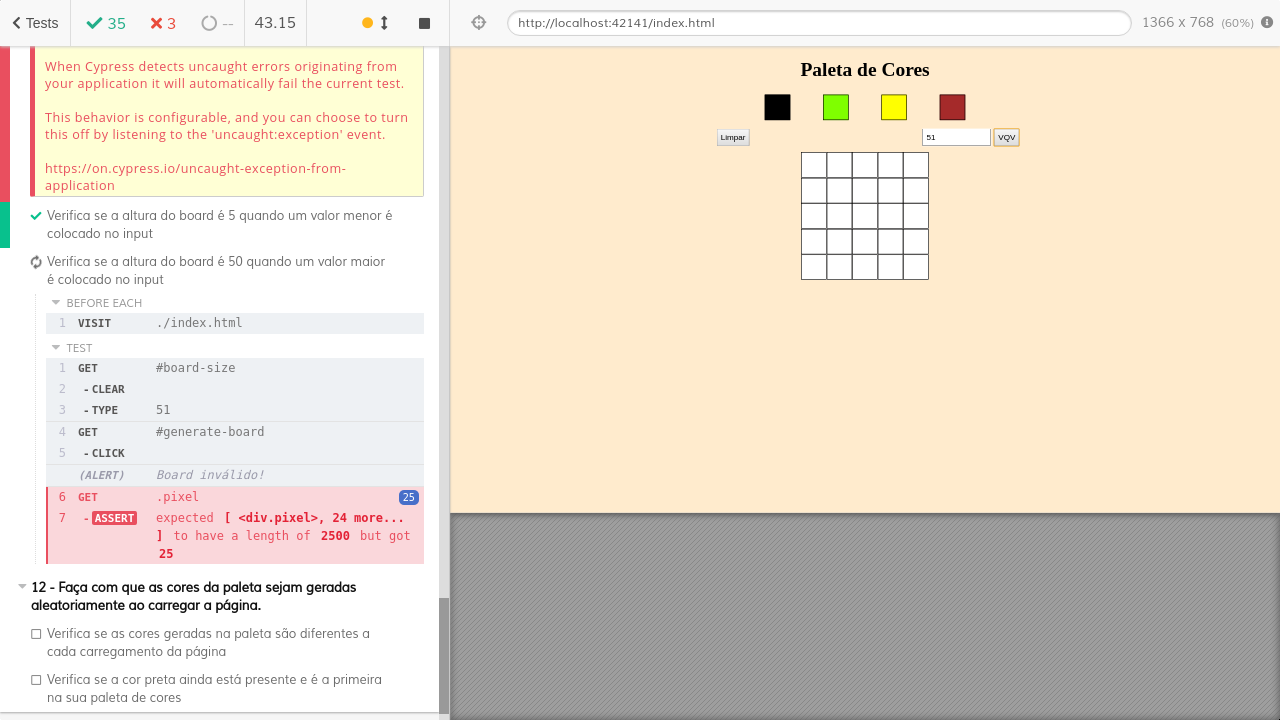 Tests
35
3
--
43.15
http://localhost:42141/index.html
1366 x 768 (60%)
When Cypress detects uncaught errors originating from
your application it will automatically fail the current test.
This behavior is configurable, and you can choose to turn
this off by listening to the 'uncaught:exception' event.
https://on.cypress.io/uncaught-exception-from-
application
Verifica se a altura do board é 5 quando um valor menor é
colocado no input
Verifica se a altura do board é 50 quando um valor maior
é colocado no input
BEFORE EACH
1 VISIT ./index.html
TEST
1 GET #board-size
2 - CLEAR
3 - TYPE 51
4 GET #generate-board
5 - CLICK
(ALERT) Board inválido!
6 GET .pixel 25
7 - ASSERT expected [ <div.pixel>, 24 more...
] to have a length of 2500 but got
25
12 - Faça com que as cores da paleta sejam geradas
aleatoriamente ao carregar a página.
Verifica se as cores geradas na paleta são diferentes a
cada carregamento da página
Verifica se a cor preta ainda está presente e é a primeira
na sua paleta de cores
Paleta de Cores
Limpar
51
VQV